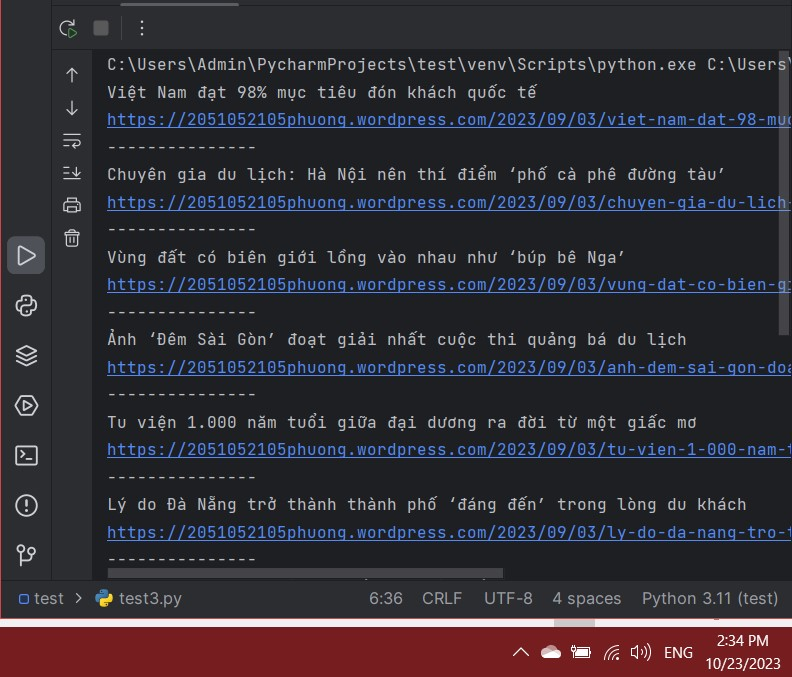 C:\Users\Admin\PycharmProjects\test\venv\Scripts\python.exe C:\Users\
Việt Nam đạt 98% mục tiêu đón khách quốc tế
https://2051052105phuong.wordpress.com/2023/09/03/viet-nam-dat-98-muc
---------------
Chuyên gia du lịch: Hà Nội nên thí điểm ‘phố cà phê đường tàu’
https://2051052105phuong.wordpress.com/2023/09/03/chuyen-gia-du-lich-
---------------
Vùng đất có biên giới lồng vào nhau như ‘búp bê Nga’
https://2051052105phuong.wordpress.com/2023/09/03/vung-dat-co-bien-gi
---------------
Ảnh ‘Đêm Sài Gòn’ đoạt giải nhất cuộc thi quảng bá du lịch
https://2051052105phuong.wordpress.com/2023/09/03/anh-dem-sai-gon-doa
---------------
Tu viện 1.000 năm tuổi giữa đại dương ra đời từ một giấc mơ
https://2051052105phuong.wordpress.com/2023/09/03/tu-vien-1-000-nam-t
---------------
Lý do Đà Nẵng trở thành thành phố ‘đáng đến’ trong lòng du khách
https://2051052105phuong.wordpress.com/2023/09/03/ly-do-da-nang-tro-t
---------------
test > test3.py 6:36 CRLF UTF-8 4 spaces Python 3.11 (test)
ENG
2:34 PM
10/23/2023